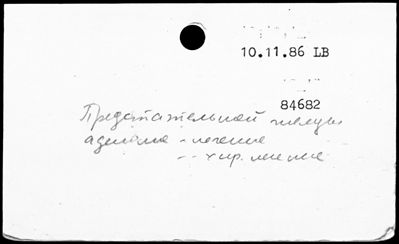 10.11.86 LB
84682
Предстательной железы
аденома - лечение
- - хир. лечение